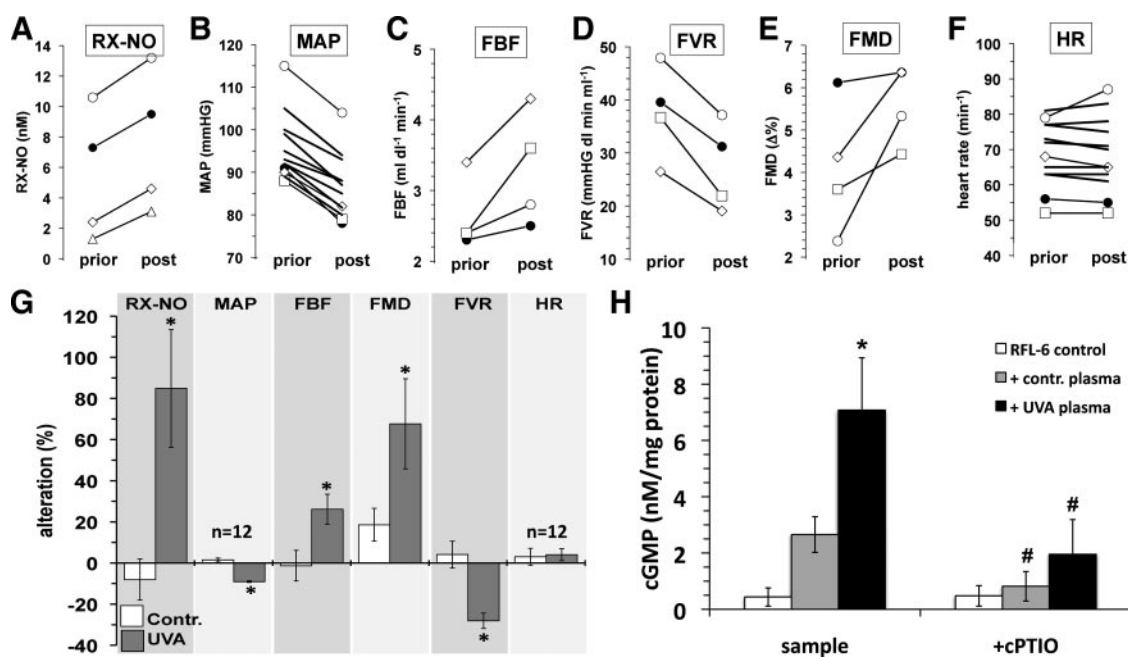 A RX-NO
RX-NO (nM)
14
12
10
8
6
4
2
0
prior post
B MAP
MAP (mmHG)
120
110
100
90
80
70
prior post
C FBF
FBF (ml dl⁻¹ min⁻¹)
5
4
3
2
prior post
D FVR
FVR (mmHG dl min ml⁻¹)
50
40
30
20
10
0
prior post
E FMD
FMD (Δ%)
7
6
5
4
3
2
prior post
F HR
heart rate (min⁻¹)
100
90
80
70
60
50
40
prior post
G
RX-NO MAP FBF FMD FVR HR
alteration (%)
120
100
80
60
40
20
0
-20
-40
*
n=12
*
*
*
*
n=12
Contr.
UVA
H
cGMP (nM/mg protein)
10
8
6
4
2
0
RFL-6 control
+ contr. plasma
+ UVA plasma
*
#
#
sample +cPTIO